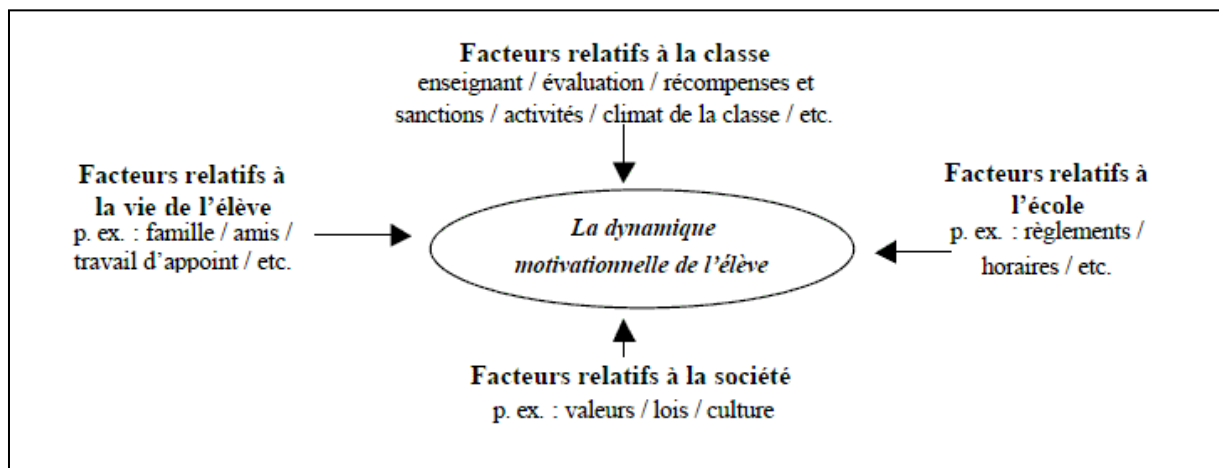 Facteurs relatifs à la classe
enseignant / évaluation / récompenses et
sanctions / activités / climat de la classe / etc.
Facteurs relatifs à
la vie de l'élève
p. ex. : famille / amis /
travail d'appoint / etc.
La dynamique
motivationnelle de l'élève
Facteurs relatifs à
l'école
p. ex. : règlements /
horaires / etc.
Facteurs relatifs à la société
p. ex. : valeurs / lois / culture